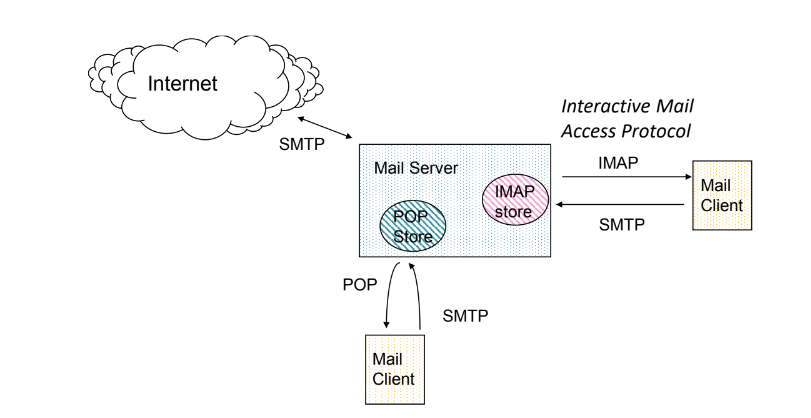 Internet
Interactive Mail
Access Protocol
SMTP
IMAP
Mail Server
Mail
Client
IMAP
store
POP
Store
SMTP
POP
SMTP
Mail
Client